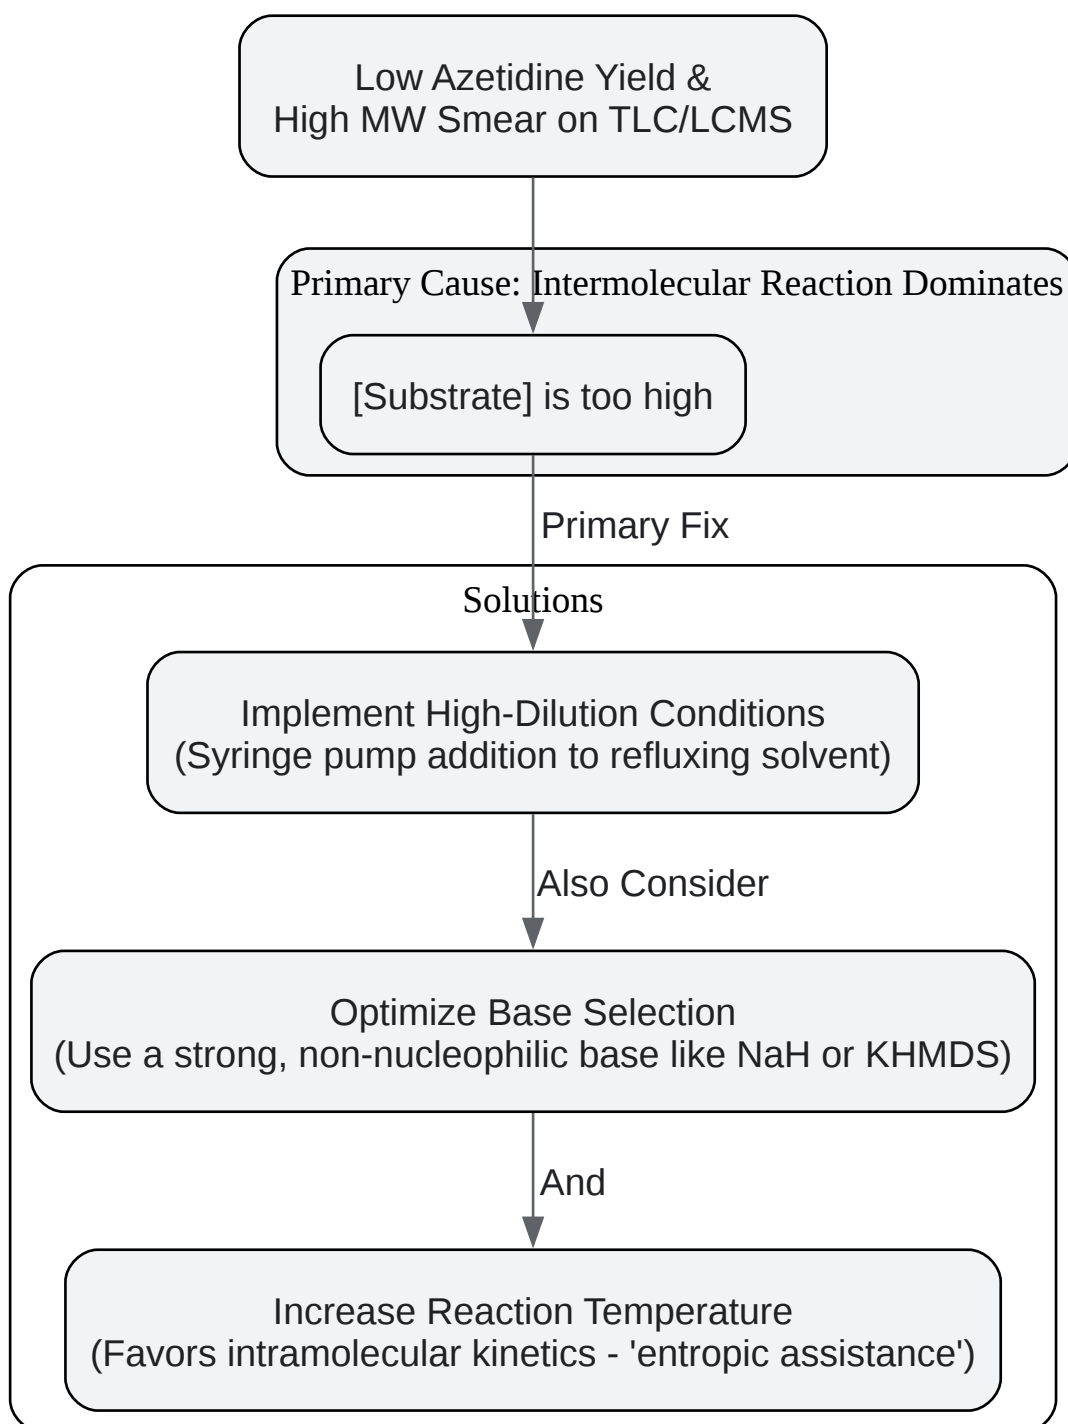 Low Azetidine Yield &
High MW Smear on TLC/LCMS
Primary Cause: Intermolecular Reaction Dominates
[Substrate] is too high
Primary Fix
Solutions
Implement High-Dilution Conditions
(Syringe pump addition to refluxing solvent)
Also Consider
Optimize Base Selection
(Use a strong, non-nucleophilic base like NaH or KHMDS)
And
Increase Reaction Temperature
(Favors intramolecular kinetics - 'entropic assistance')